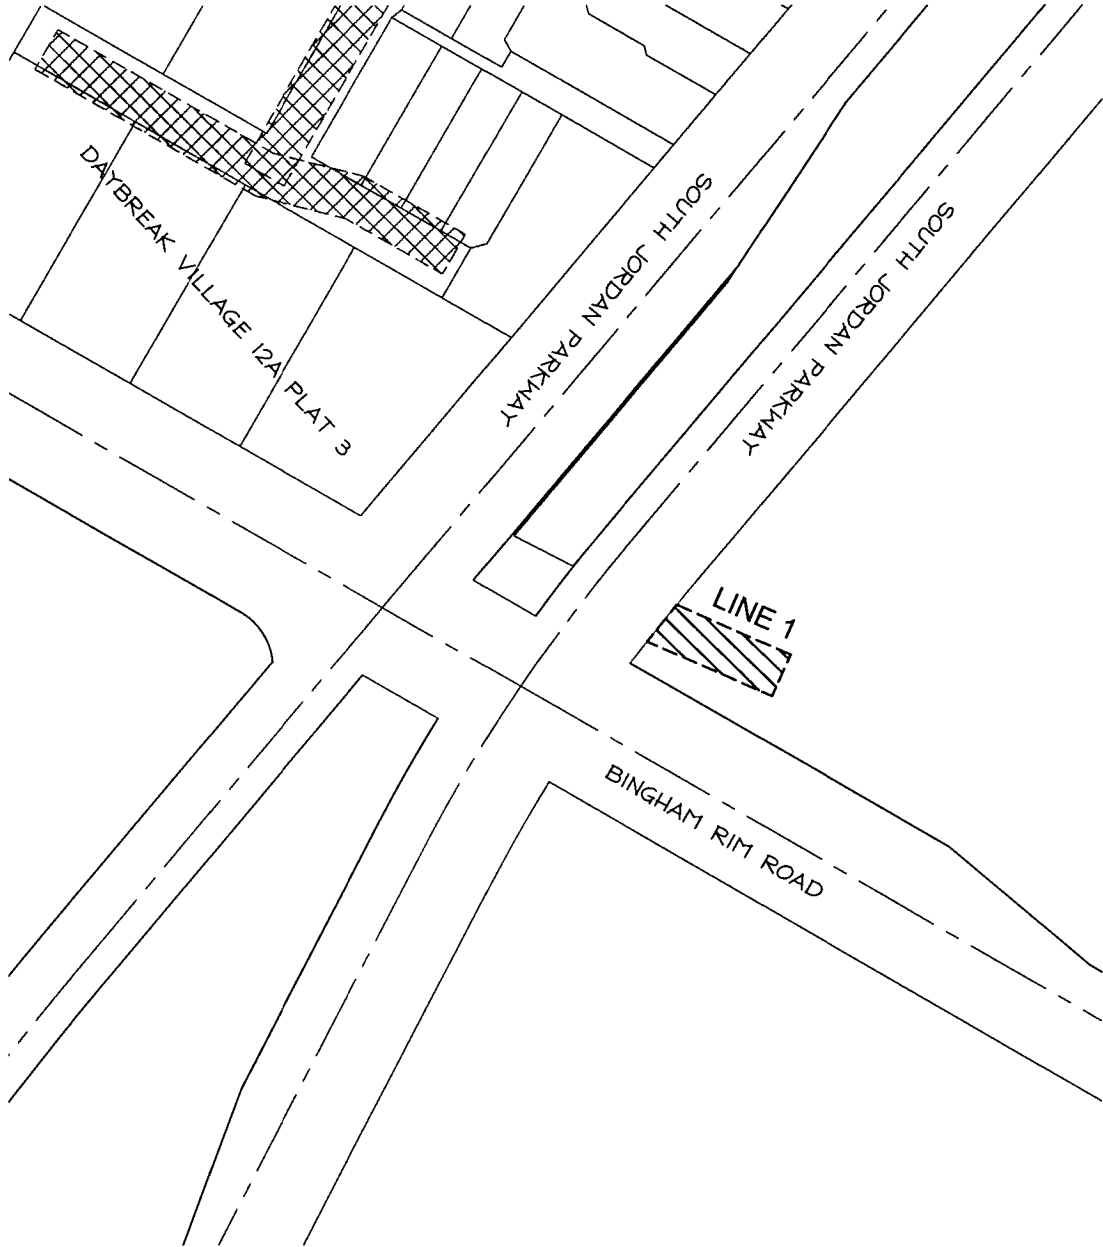 DAYBREAK VILLAGE 12A PLAT 3
SOUTH JORDAN
PARKWAY
SOUTH JORDAN
PARKWAY
LINE 1
BINGHAM RIM ROAD